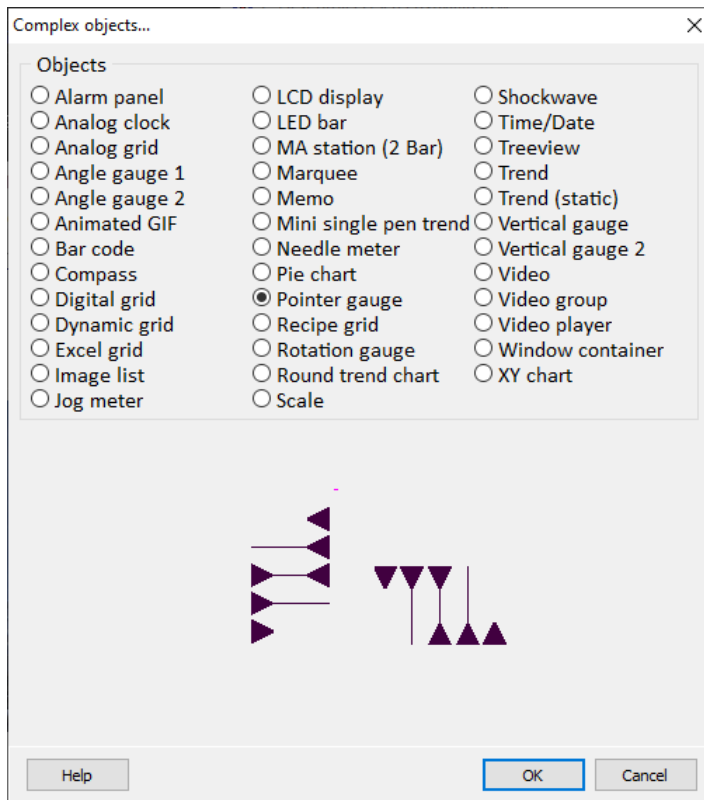 Complex objects...
Objects
Alarm panel
Analog clock
Analog grid
Angle gauge 1
Angle gauge 2
Animated GIF
Bar code
Compass
Digital grid
Dynamic grid
Excel grid
Image list
Jog meter
LCD display
LED bar
MA station (2 Bar)
Marquee
Memo
Mini single pen trend
Needle meter
Pie chart
Pointer gauge
Recipe grid
Rotation gauge
Round trend chart
Scale
Shockwave
Time/Date
Treeview
Trend
Trend (static)
Vertical gauge
Vertical gauge 2
Video
Video group
Video player
Window container
XY chart
Help
OK
Cancel